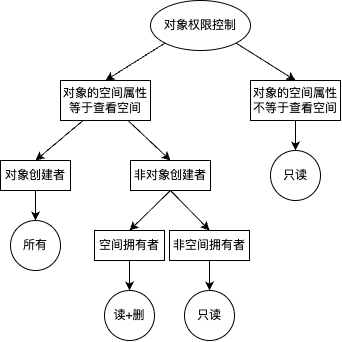 对象权限控制
对象的空间属性
等于查看空间
对象的空间属性
不等于查看空间
对象创建者
非对象创建者
只读
所有
空间拥有者
非空间拥有者
读+删
只读